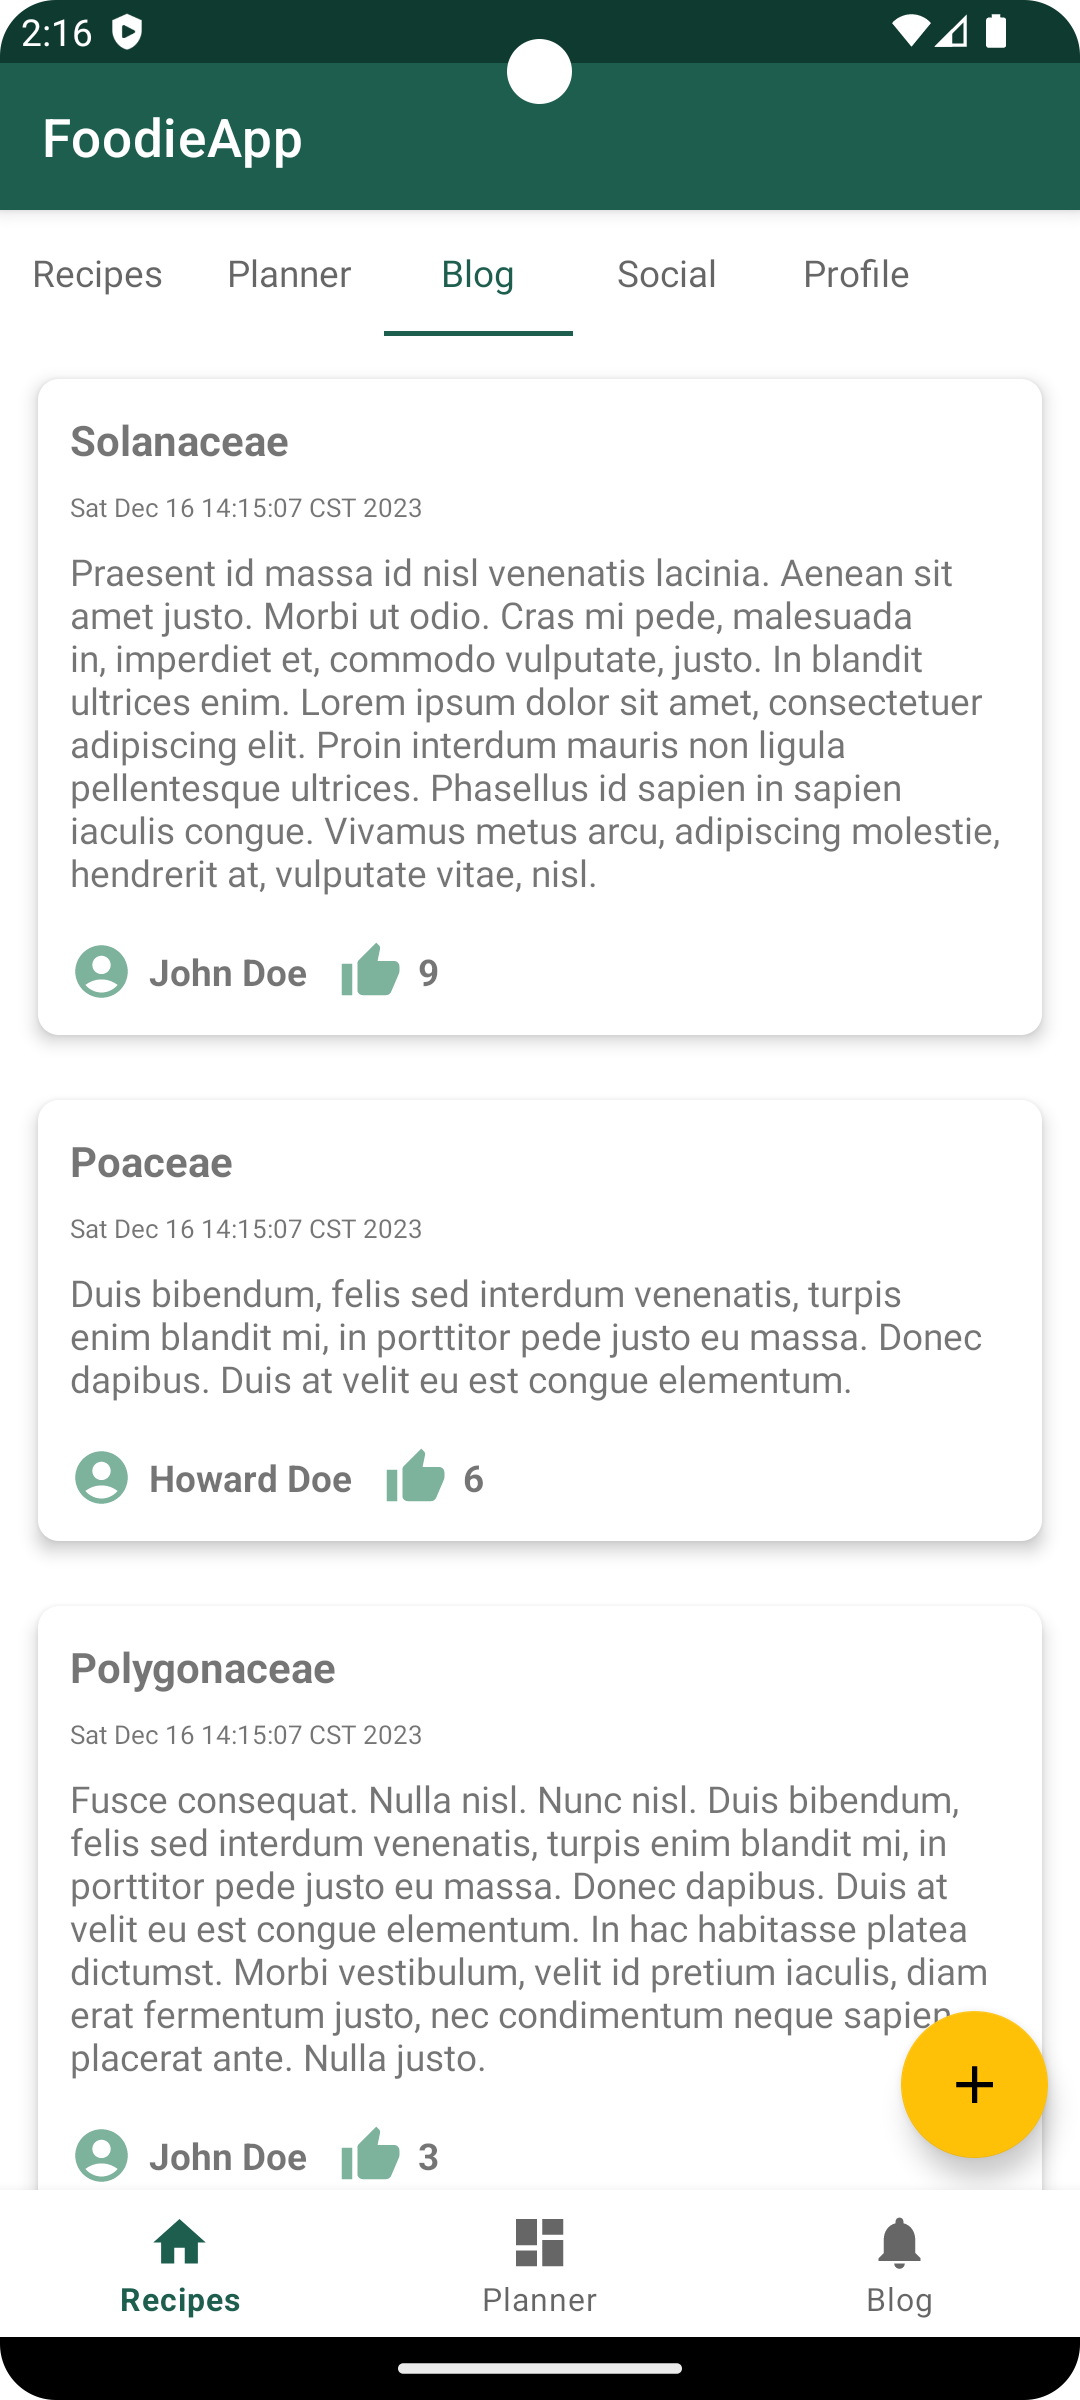 2:16
FoodieApp
Recipes Planner Blog Social Profile
Solanaceae
Sat Dec 16 14:15:07 CST 2023
Praesent id massa id nisl venenatis lacinia. Aenean sit
amet justo. Morbi ut odio. Cras mi pede, malesuada
in, imperdiet et, commodo vulputate, justo. In blandit
ultrices enim. Lorem ipsum dolor sit amet, consectetuer
adipiscing elit. Proin interdum mauris non ligula
pellentesque ultrices. Phasellus id sapien in sapien
iaculis congue. Vivamus metus arcu, adipiscing molestie,
hendrerit at, vulputate vitae, nisl.
John Doe 9
Poaceae
Sat Dec 16 14:15:07 CST 2023
Duis bibendum, felis sed interdum venenatis, turpis
enim blandit mi, in porttitor pede justo eu massa. Donec
dapibus. Duis at velit eu est congue elementum.
Howard Doe 6
Polygonaceae
Sat Dec 16 14:15:07 CST 2023
Fusce consequat. Nulla nisl. Nunc nisl. Duis bibendum,
felis sed interdum venenatis, turpis enim blandit mi, in
porttitor pede justo eu massa. Donec dapibus. Duis at
velit eu est congue elementum. In hac habitasse platea
dictumst. Morbi vestibulum, velit id pretium iaculis, diam
erat fermentum justo, nec condimentum neque sapien
placerat ante. Nulla justo.
John Doe 3
Recipes Planner Blog